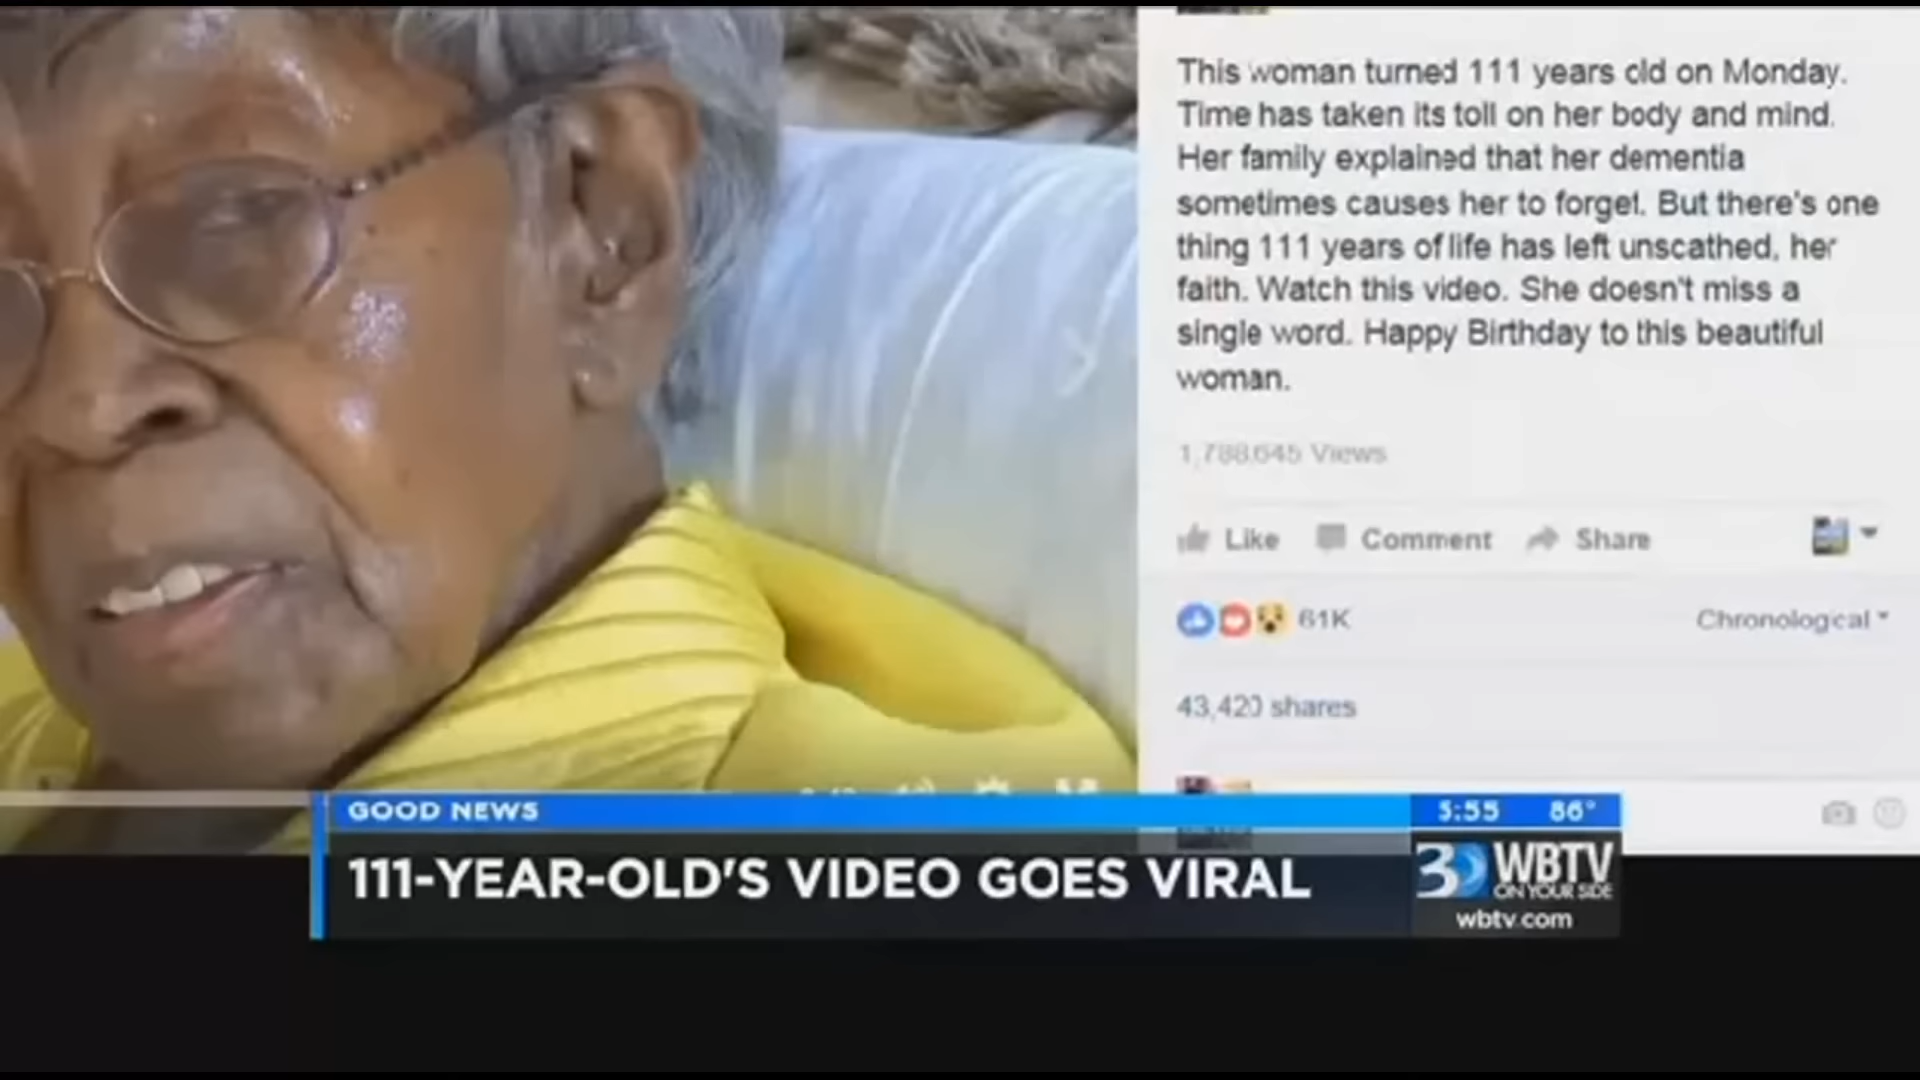 This woman turned 111 years old on Monday.
Time has taken its toll on her body and mind.
Her family explained that her dementia
sometimes causes her to forget. But there's one
thing 111 years of life has left unscathed, her
faith. Watch this video. She doesn't miss a
single word. Happy Birthday to this beautiful
woman.
1,788,645 Views
Like Comment Share
61K Chronological
43,420 shares
GOOD NEWS 5:55 86°
111-YEAR-OLD'S VIDEO GOES VIRAL
3 WBTV
ON YOUR SIDE
wbtv.com